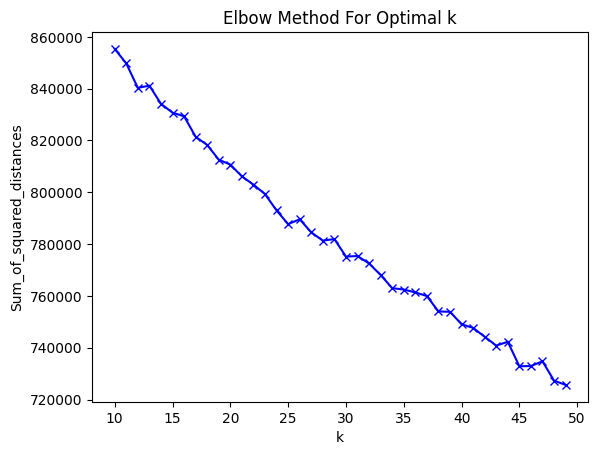 Elbow Method For Optimal k
860000
840000
820000
800000
780000
760000
740000
720000
Sum_of_squared_distances
10 15 20 25 30 35 40 45 50
k